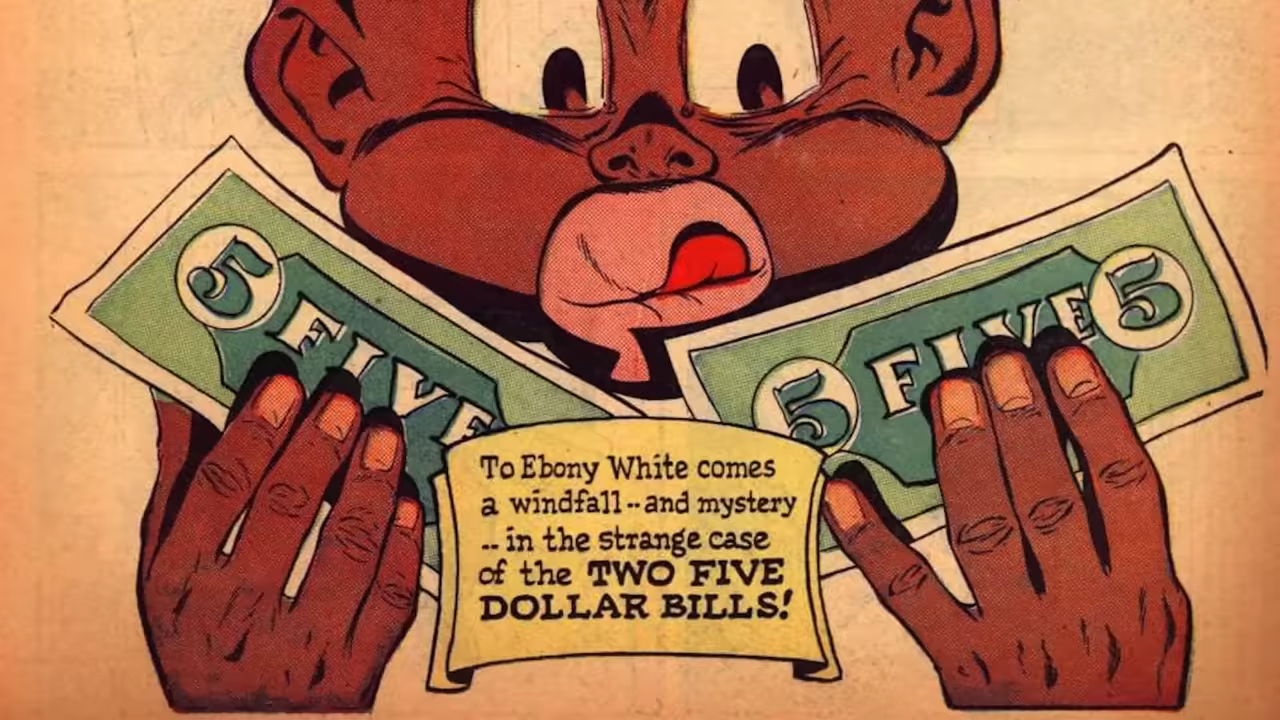 5 FIVE
5 FIVE 5
To Ebony White comes
a windfall -- and mystery
-- in the strange case
of the TWO FIVE
DOLLAR BILLS!